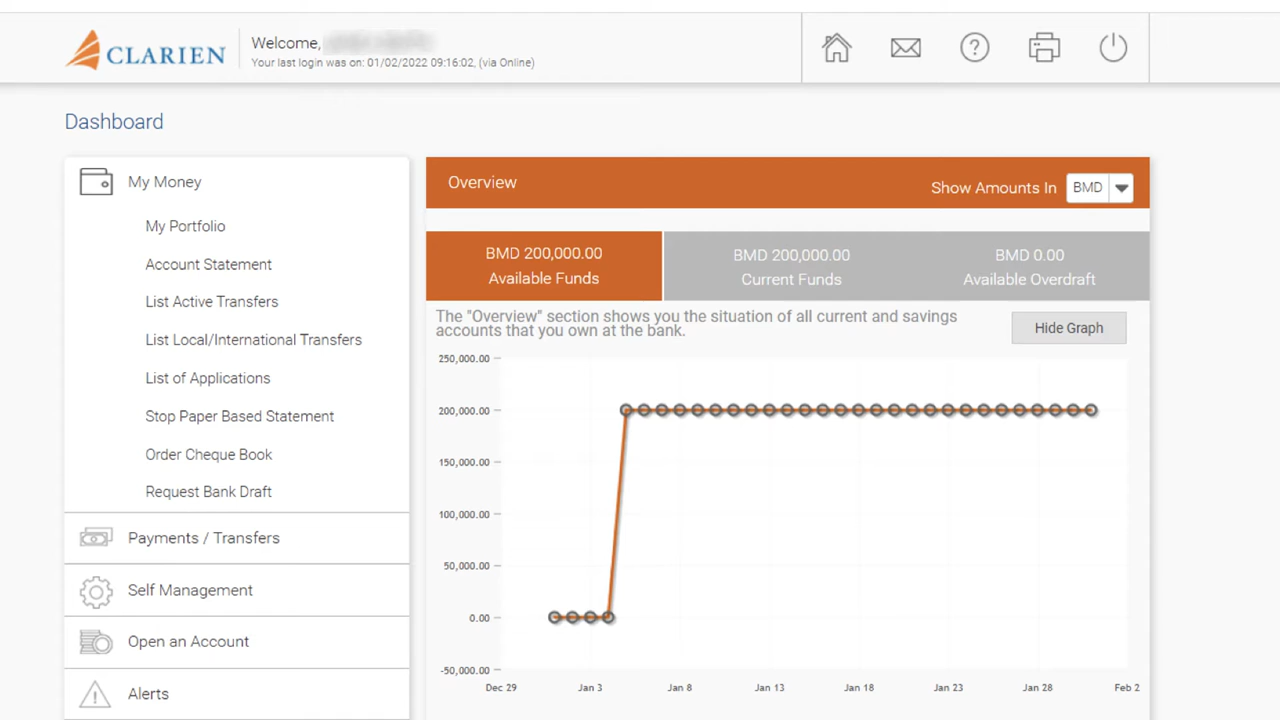 CLARIEN
Welcome,
Your last login was on: 01/02/2022 09:16:02, (via Online)
Dashboard
My Money
My Portfolio
Account Statement
List Active Transfers
List Local/International Transfers
List of Applications
Stop Paper Based Statement
Order Cheque Book
Request Bank Draft
Payments / Transfers
Self Management
Open an Account
Alerts
Overview
Show Amounts In BMD
BMD 200,000.00
Available Funds
BMD 200,000.00
Current Funds
BMD 0.00
Available Overdraft
The "Overview" section shows you the situation of all current and savings
accounts that you own at the bank.
Hide Graph
250,000.00
200,000.00
150,000.00
100,000.00
50,000.00
0.00
-50,000.00
Dec 29 Jan 3 Jan 8 Jan 13 Jan 18 Jan 23 Jan 28 Feb 2